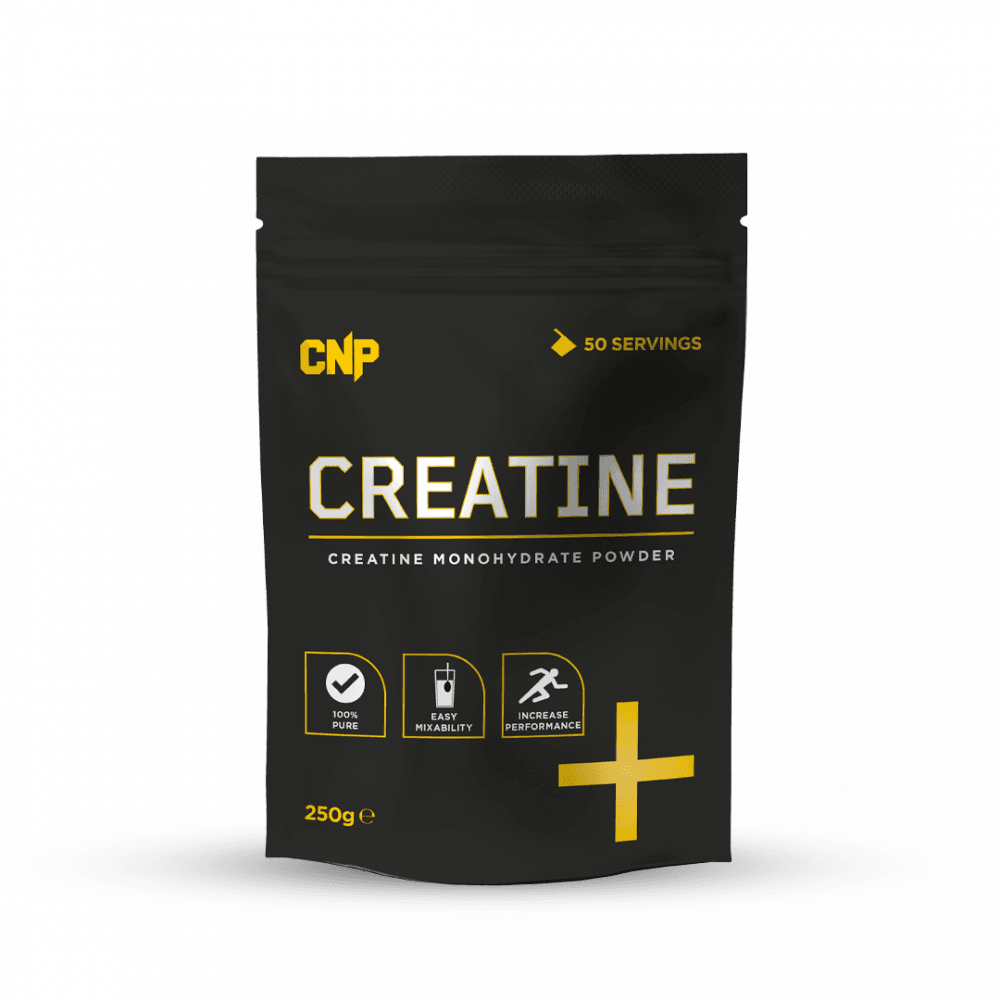 CNP
50 SERVINGS
CREATINE
CREATINE MONOHYDRATE POWDER
100%
PURE
EASY
MIXABILITY
INCREASE
PERFORMANCE
250g ℮